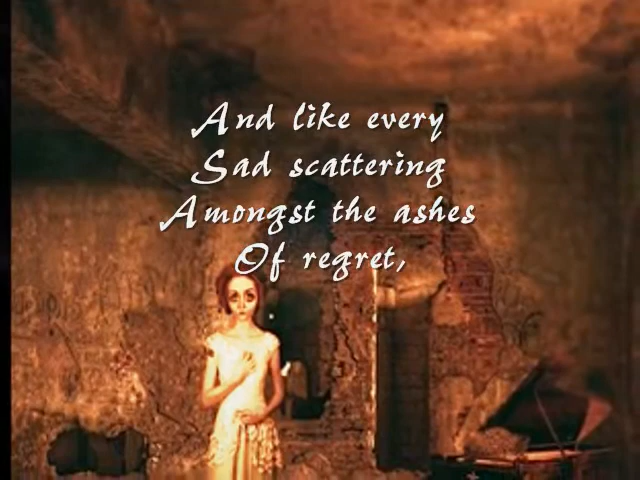 And like every
Sad scattering
Amongst the ashes
Of regret,